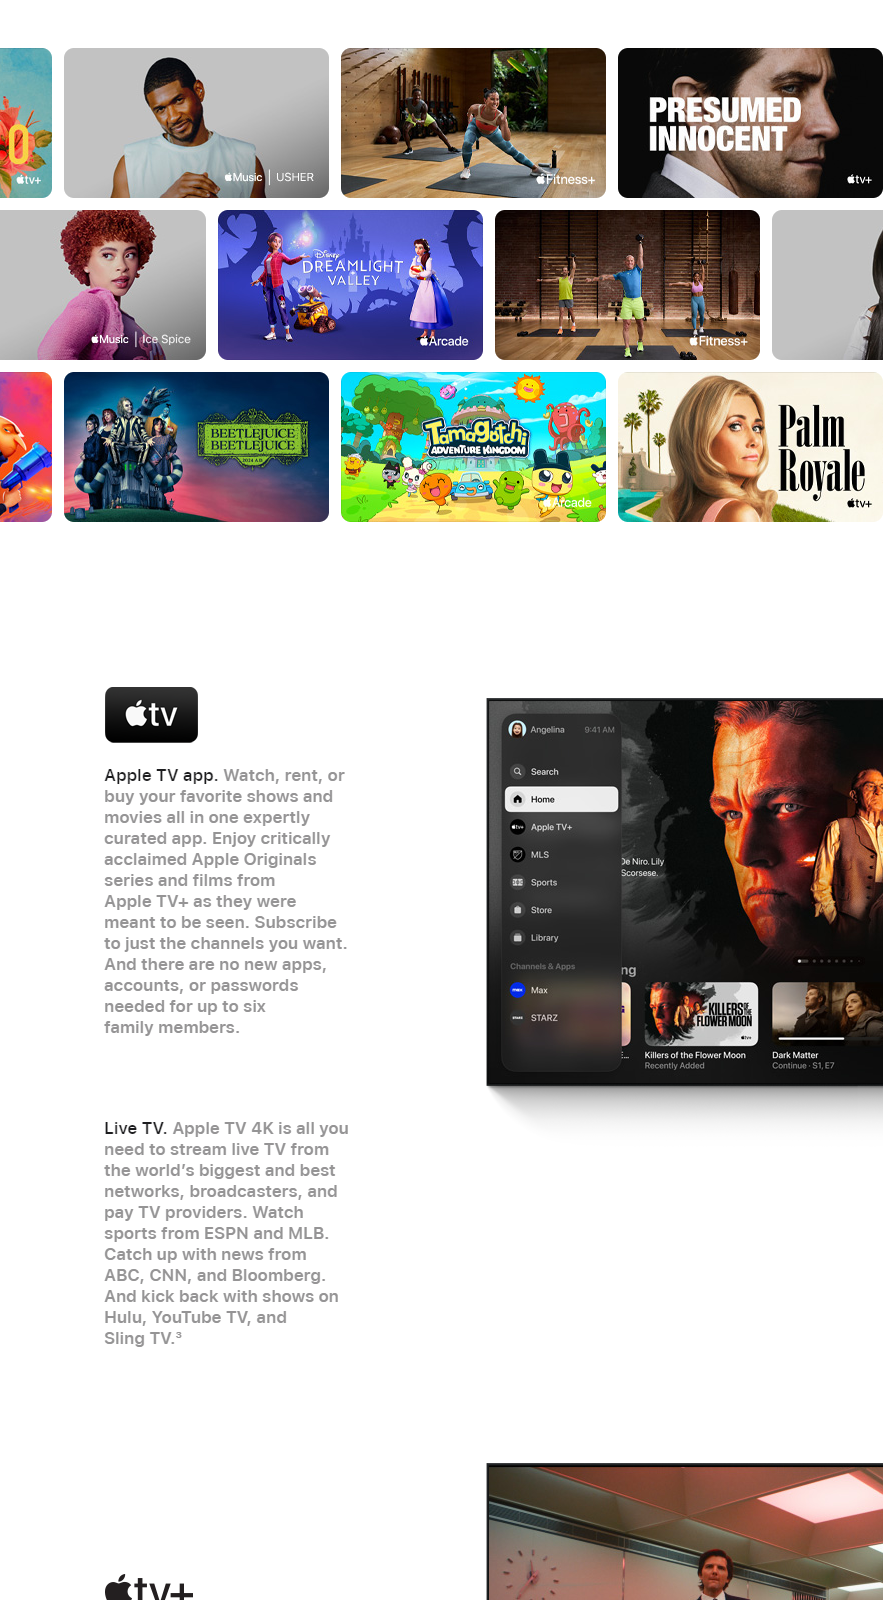 0
tv+
Music | USHER
Fitness+
PRESUMED
INNOCENT
tv+
Music | Ice Spice
Disney
DREAMLIGHT
VALLEY
Arcade
Fitness+
BEETLEJUICE
BEETLEJUICE
Tamagotchi
ADVENTURE KINGDOM
Arcade
Palm
Royale
tv+
tv
Apple TV app. Watch, rent, or
buy your favorite shows and
movies all in one expertly
curated app. Enjoy critically
acclaimed Apple Originals
series and films from
Apple TV+ as they were
meant to be seen. Subscribe
to just the channels you want.
And there are no new apps,
accounts, or passwords
needed for up to six
family members.
Angelina 9:41 AM
Search
Home
Apple TV+
MLS
Sports
Store
Library
Channels & Apps
Max
STARZ
De Niro. Lily
Scorsese.
ng
E...
KILLERS OF THE
FLOWER MOON
tv+
Killers of the Flower Moon
Recently Added
Dark Matter
Continue · S1, E7
Live TV. Apple TV 4K is all you
need to stream live TV from
the world’s biggest and best
networks, broadcasters, and
pay TV providers. Watch
sports from ESPN and MLB.
Catch up with news from
ABC, CNN, and Bloomberg.
And kick back with shows on
Hulu, YouTube TV, and
Sling TV.³
tv+